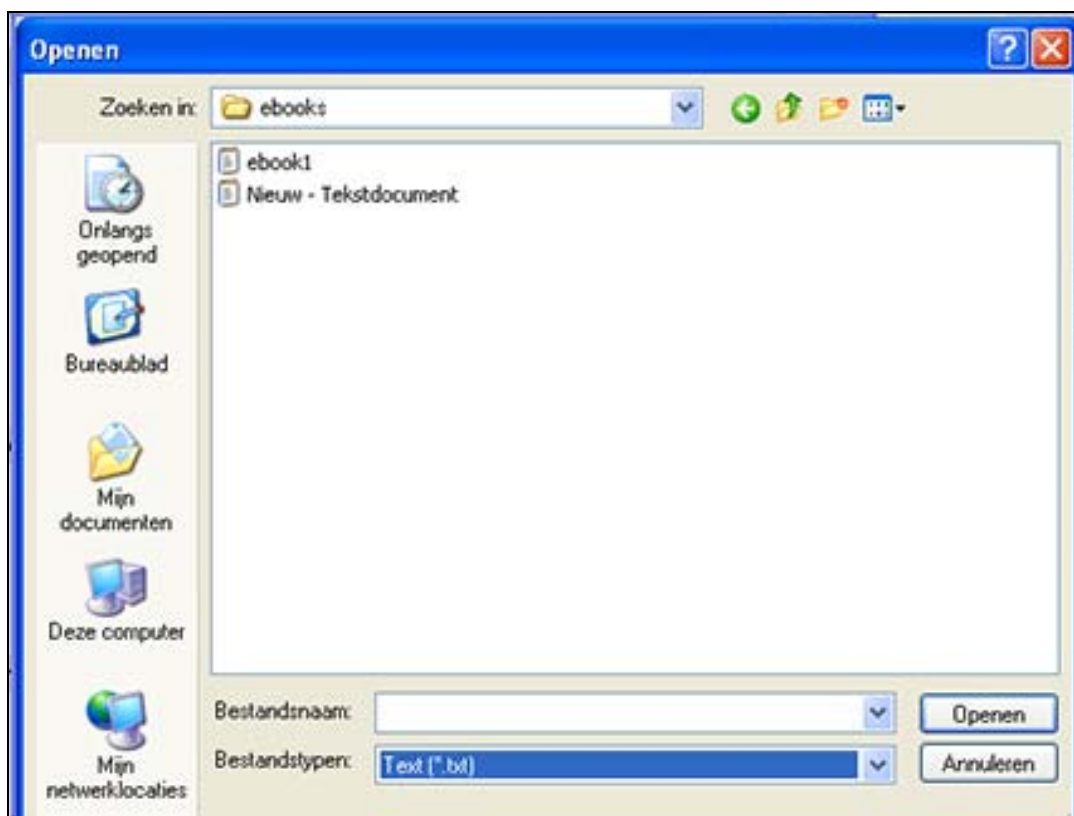 Openen
Zoeken in:
ebooks
ebook1
Nieuw - Tekstdocument
Onlangs
geopend
Bureaublad
Mijn
documenten
Deze computer
Mijn
netwerklocaties
Bestandsnaam:
Openen
Bestandstypen:
Text (*.txt)
Annuleren